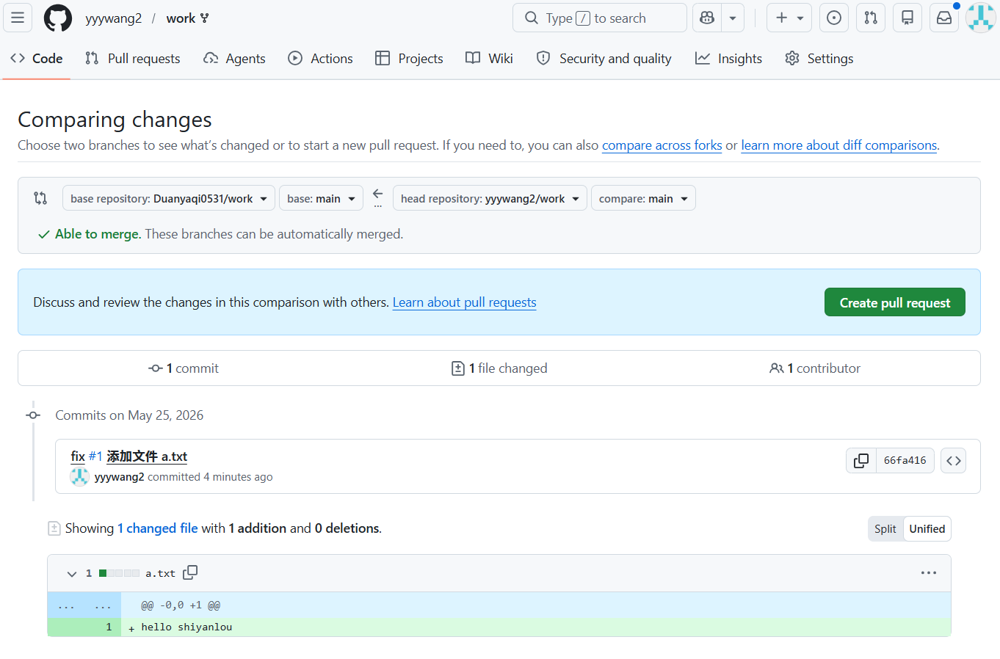 yyywang2 / work
Type / to search
Code
Pull requests
Agents
Actions
Projects
Wiki
Security and quality
Insights
Settings
Comparing changes
Choose two branches to see what's changed or to start a new pull request. If you need to, you can also compare across forks or learn more about diff comparisons.
base repository: Duanyaqi0531/work
base: main
...
head repository: yyywang2/work
compare: main
Able to merge. These branches can be automatically merged.
Discuss and review the changes in this comparison with others. Learn about pull requests
Create pull request
1 commit
1 file changed
1 contributor
Commits on May 25, 2026
fix #1 添加文件 a.txt
66fa416
yyywang2 committed 4 minutes ago
Showing 1 changed file with 1 addition and 0 deletions.
Split
Unified
1 a.txt
... ... @@ -0,0 +1 @@
1 + hello shiyanlou